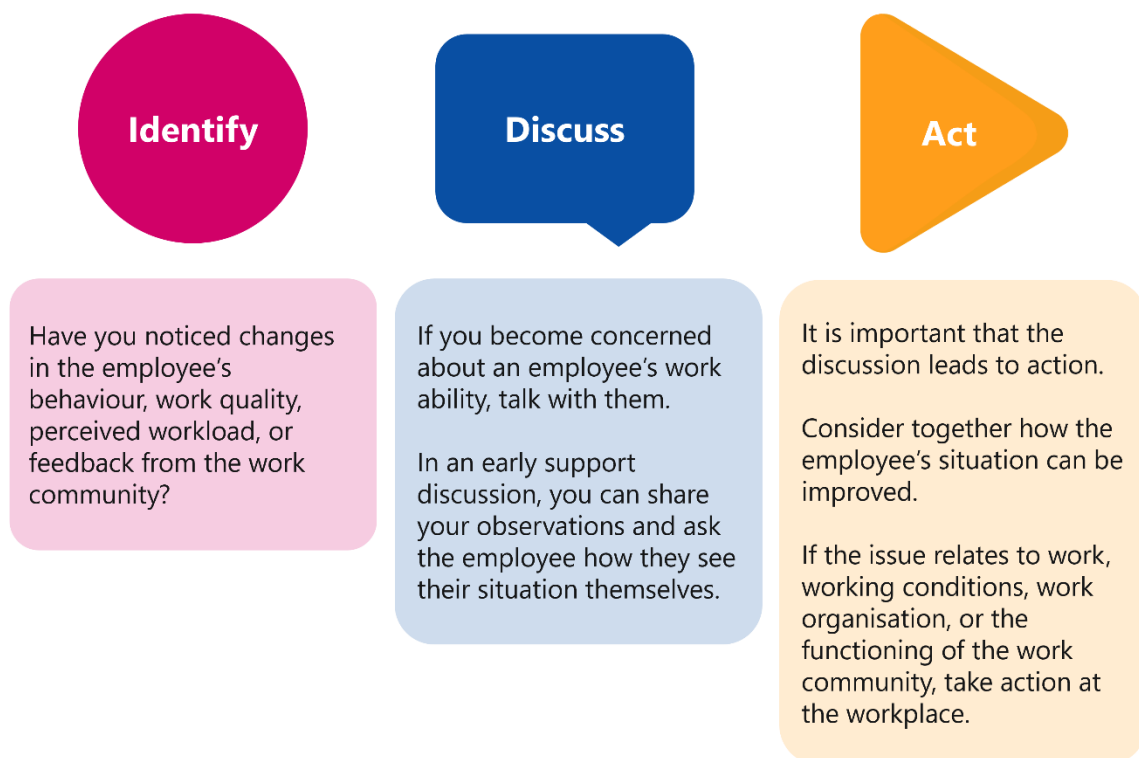 Identify
Discuss
Act
Have you noticed changes
in the employee's
behaviour, work quality,
perceived workload, or
feedback from the work
community?
If you become concerned
about an employee's work
ability, talk with them.
In an early support
discussion, you can share
your observations and ask
the employee how they see
their situation themselves.
It is important that the
discussion leads to action.
Consider together how the
employee's situation can be
improved.
If the issue relates to work,
working conditions, work
organisation, or the
functioning of the work
community, take action at
the workplace.